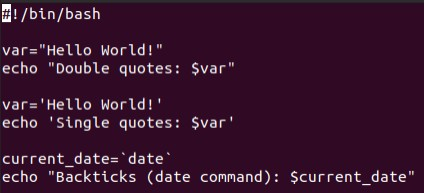 #!/bin/bash
var="Hello World!"
echo "Double quotes: $var"
var='Hello World!'
echo 'Single quotes: $var'
current_date=`date`
echo "Backticks (date command): $current_date"